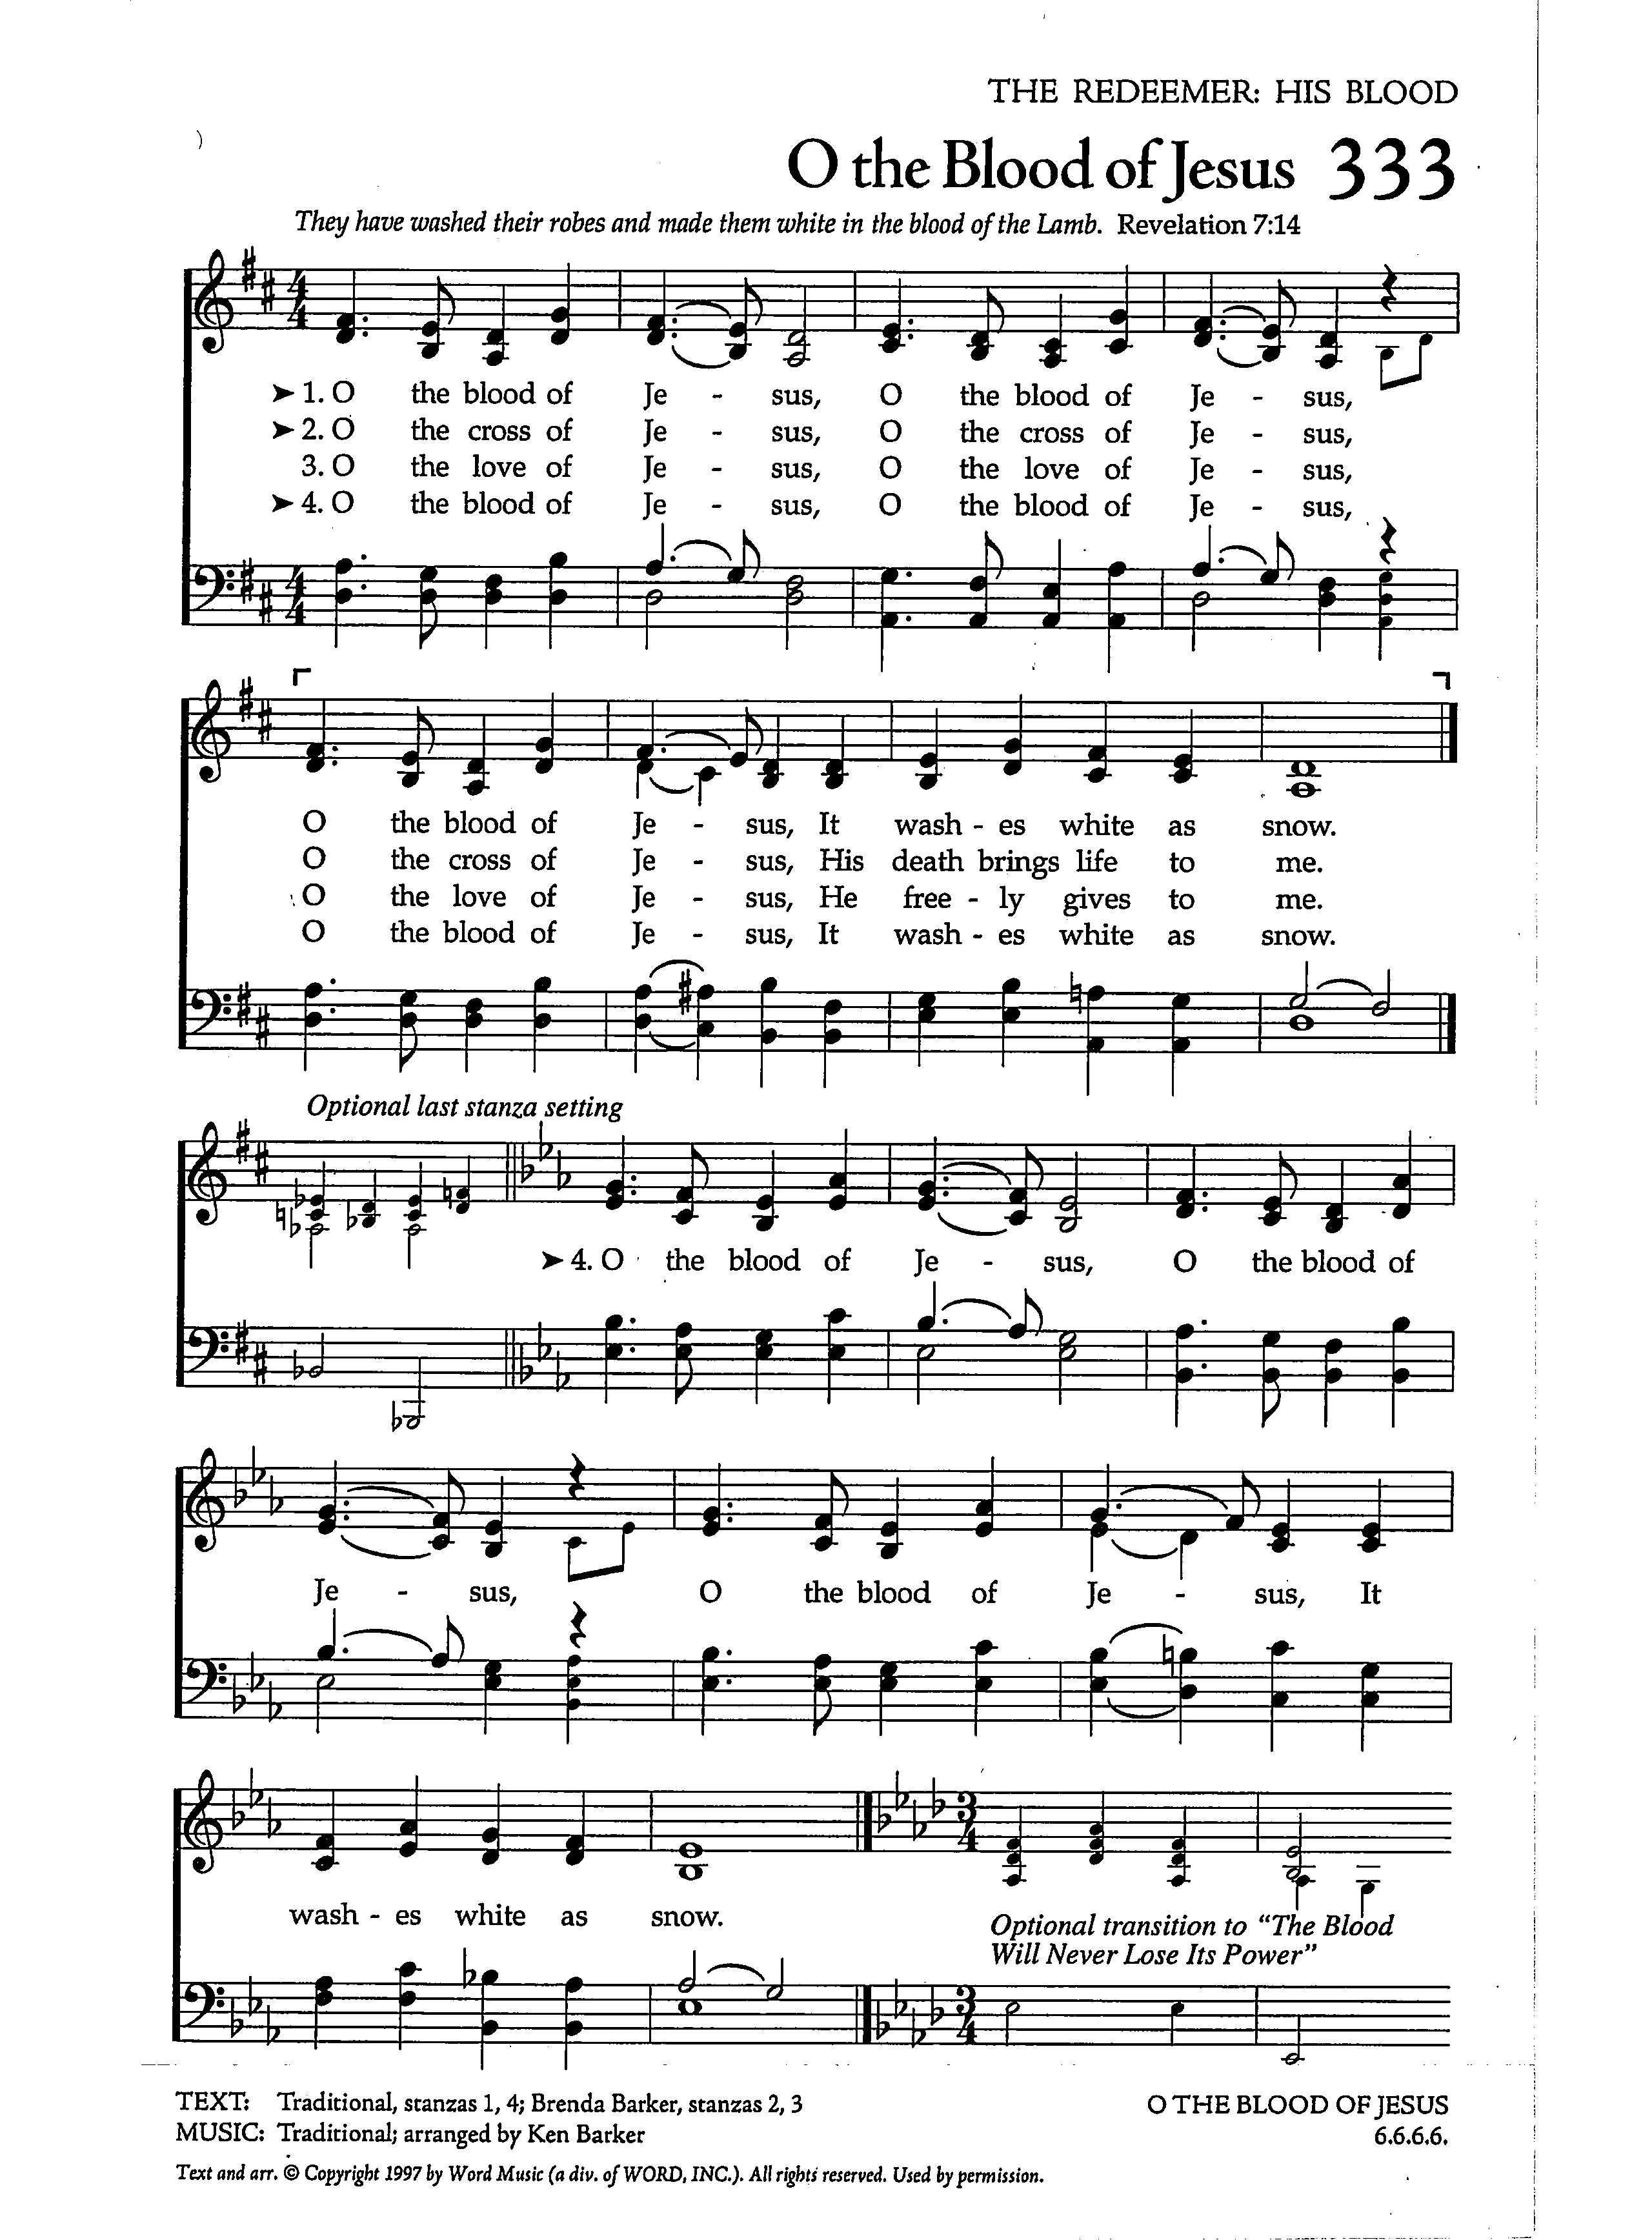 THE REDEEMER: HIS BLOOD
O the Blood of Jesus 333
They have washed their robes and made them white in the blood of the Lamb. Revelation 7:14
➤ 1. O the blood of Je - sus, O the blood of Je - sus,
➤ 2. O the cross of Je - sus, O the cross of Je - sus,
3. O the love of Je - sus, O the love of Je - sus,
➤ 4. O the blood of Je - sus, O the blood of Je - sus,
O the blood of Je - sus, It wash - es white as snow.
O the cross of Je - sus, His death brings life to me.
O the love of Je - sus, He free - ly gives to me.
O the blood of Je - sus, It wash - es white as snow.
Optional last stanza setting
➤ 4. O the blood of Je - sus, O the blood of
Je - sus, O the blood of Je - sus, It
wash - es white as snow.
Optional transition to “The Blood
Will Never Lose Its Power”
TEXT: Traditional, stanzas 1, 4; Brenda Barker, stanzas 2, 3
MUSIC: Traditional; arranged by Ken Barker
Text and arr. © Copyright 1997 by Word Music (a div. of WORD, INC.). All rights reserved. Used by permission.
O THE BLOOD OF JESUS
6.6.6.6.